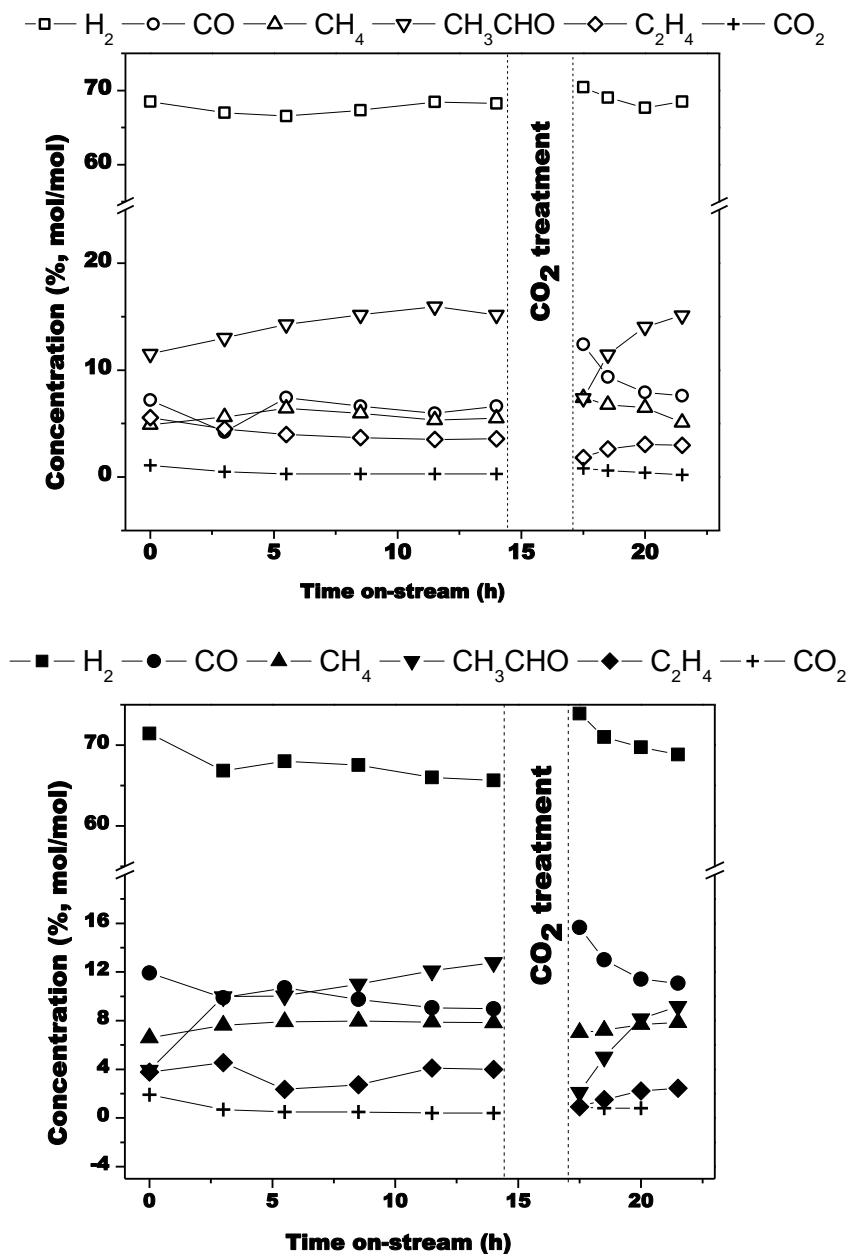 H₂ CO CH₄ CH₃CHO C₂H₄ CO₂
70
60
20
10
0
Concentration (%, mol/mol)
CO₂ treatment
0 5 10 15 20
Time on-stream (h)
H₂ CO CH₄ CH₃CHO C₂H₄ CO₂
70
60
16
12
8
4
0
-4
Concentration (%, mol/mol)
CO₂ treatment
0 5 10 15 20
Time on-stream (h)